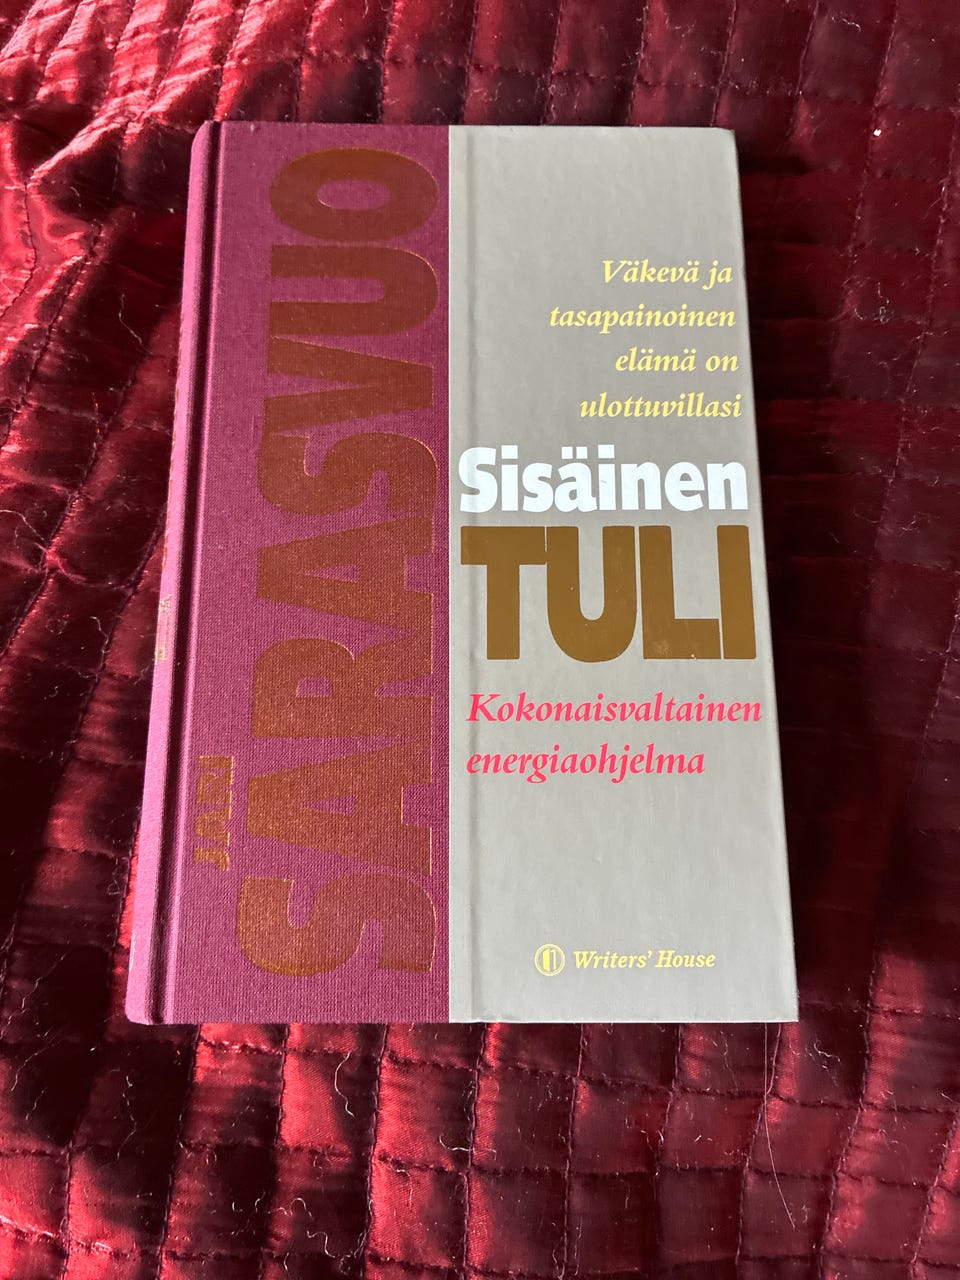 JARI
SARASVUO
Väkevä ja
tasapainoinen
elämä on
ulottuvillasi
Sisäinen
TULI
Kokonaisvaltainen
energiaohjelma
Writers' House